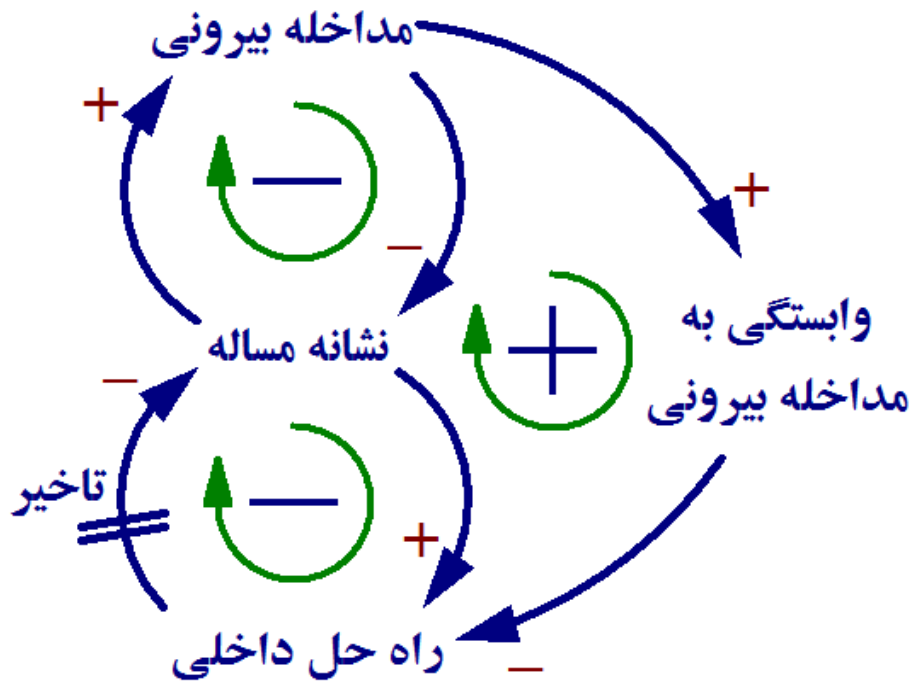 مداخله بیرونی
+
+
–
–
نشانه مساله
وابستگی به
مداخله بیرونی
+
–
تاخیر
–
+
راه حل داخلی
–